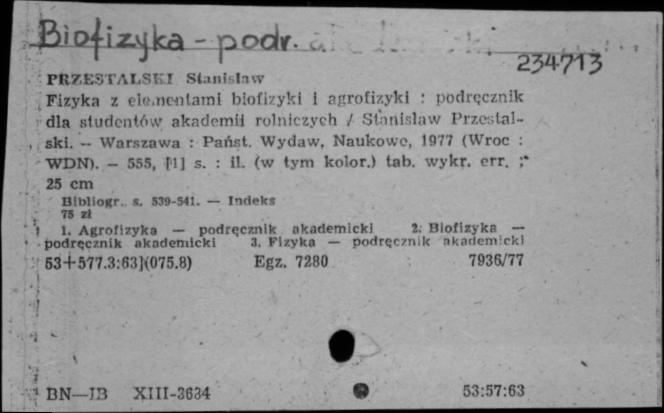 Biofizyka - podr.
234713
PRZESTALSKI Stanisław
Fizyka z elementami biofizyki i agrofizyki : podręcznik
dla studentów akademii rolniczych / Stanisław Przestal-
ski. — Warszawa : Państ. Wydaw. Naukowe, 1977 (Wroc :
WDN). — 555, [1] s. : il. (w tym kolor.) tab. wykr. err. ;
25 cm
Bibliogr. s. 539-541. — Indeks
75 zł
1. Agrofizyka — podręcznik akademicki 2. Biofizyka —
podręcznik akademicki 3. Fizyka — podręcznik akademicki
53+577.3:63](075.8) Egz. 7280 7936/77
BN—IB XIII-3634 53:57:63